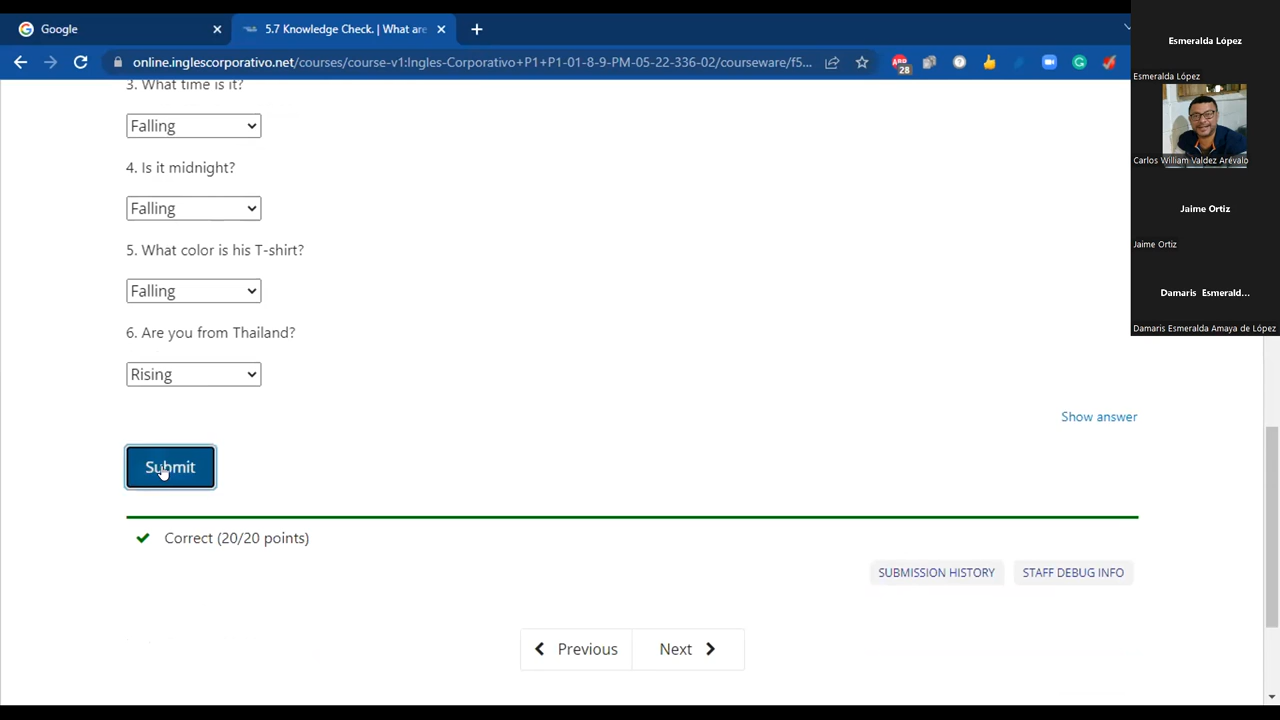 Google
5.7 Knowledge Check. | What are
online.inglescorporativo.net/courses/course-v1:Ingles-Corporativo+P1+P1-01-8-9-PM-05-22-336-02/courseware/f5...
28
3. What time is it?
Falling
4. Is it midnight?
Falling
5. What color is his T-shirt?
Falling
6. Are you from Thailand?
Rising
Show answer
Submit
Correct (20/20 points)
SUBMISSION HISTORY
STAFF DEBUG INFO
Previous
Next
Esmeralda López
Esmeralda López
Carlos William Valdez Arévalo
Jaime Ortiz
Jaime Ortiz
Damaris Esmerald...
Damaris Esmeralda Amaya de López